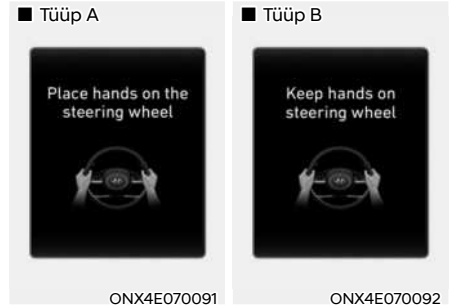 ■ Tüüp A
Place hands on the
steering wheel
ONX4E070091
■ Tüüp B
Keep hands on
steering wheel
ONX4E070092